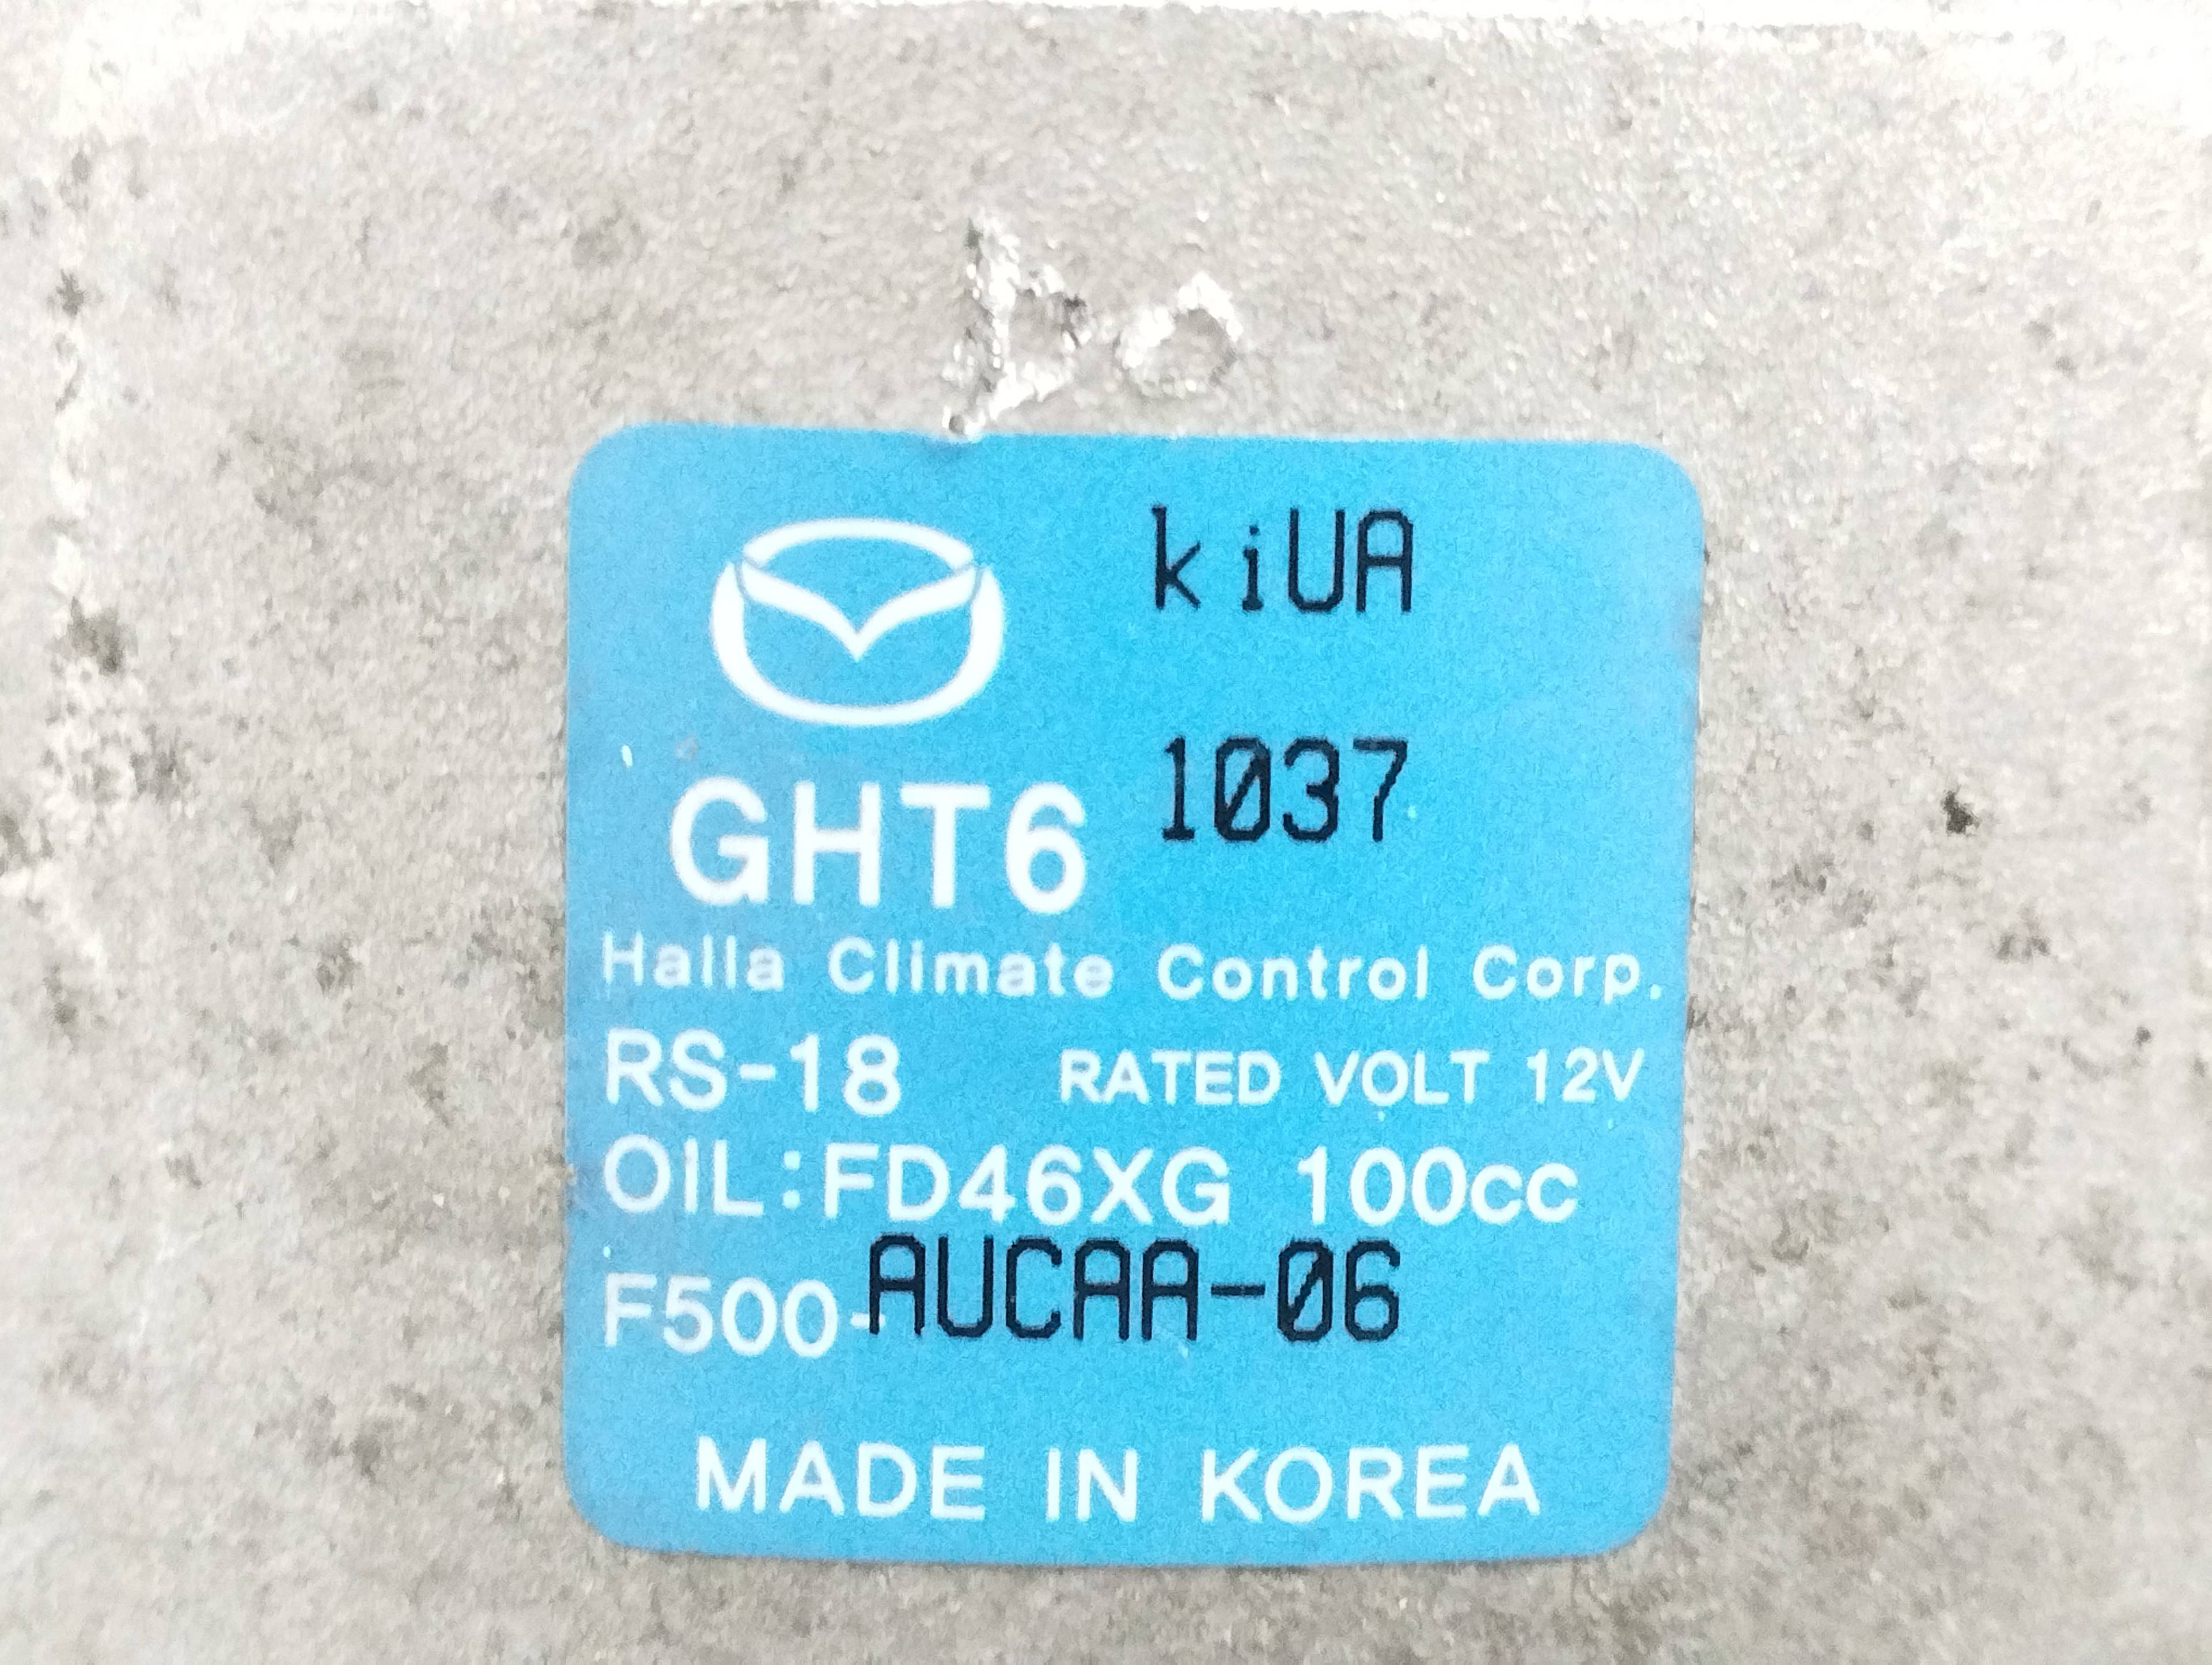 kiUA
1037
GHT6
Halla Climate Control Corp.
RS-18 RATED VOLT 12V
OIL:FD46XG 100cc
F500-AUCAA-06
MADE IN KOREA